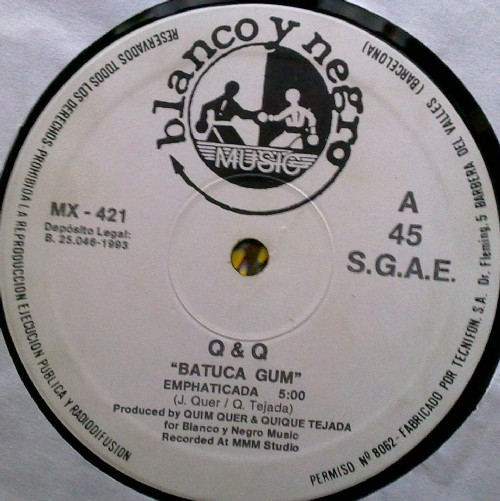 blanco y negro
MUSIC
MX - 421
Depósito Legal:
B. 25.046-1993
A
45
S.G.A.E.
Q & Q
"BATUCA GUM"
EMPHATICADA 5:00
(J. Quer / Q. Tejada)
Produced by QUIM QUER & QUIQUE TEJADA
for Blanco y Negro Music
Recorded At MMM Studio
RESERVADOS TODOS LOS DERECHOS - PROHIBIDA LA REPRODUCCION EJECUCION PUBLICA Y RADIODIFUSION
PERMISO Nº 8062 - FABRICADO POR TECNIFON, S.A. Dr. Fleming, 5 BARBERA DEL VALLES (BARCELONA)